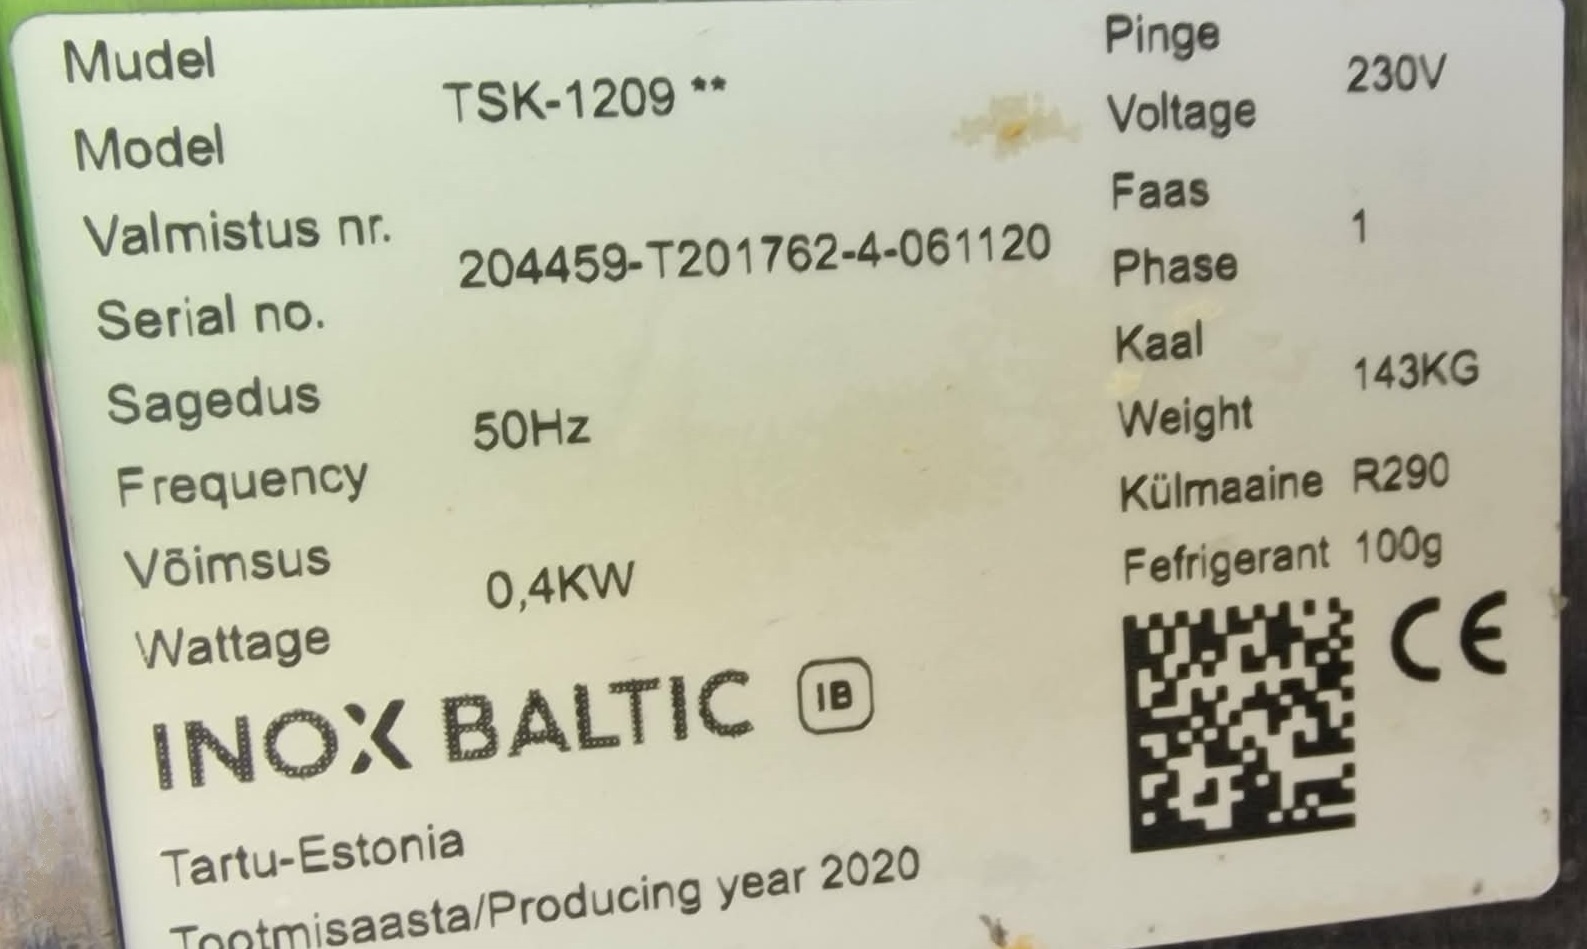 Mudel
Model
TSK-1209 **
Valmistus nr.
Serial no.
204459-T201762-4-061120
Sagedus
Frequency
50Hz
Võimsus
Wattage
0,4KW
INOX BALTIC IB
Tartu-Estonia
Tootmisaasta/Producing year 2020
Pinge
Voltage
230V
Faas
Phase
1
Kaal
Weight
143KG
Külmaaine R290
Fefrigerant 100g
CE